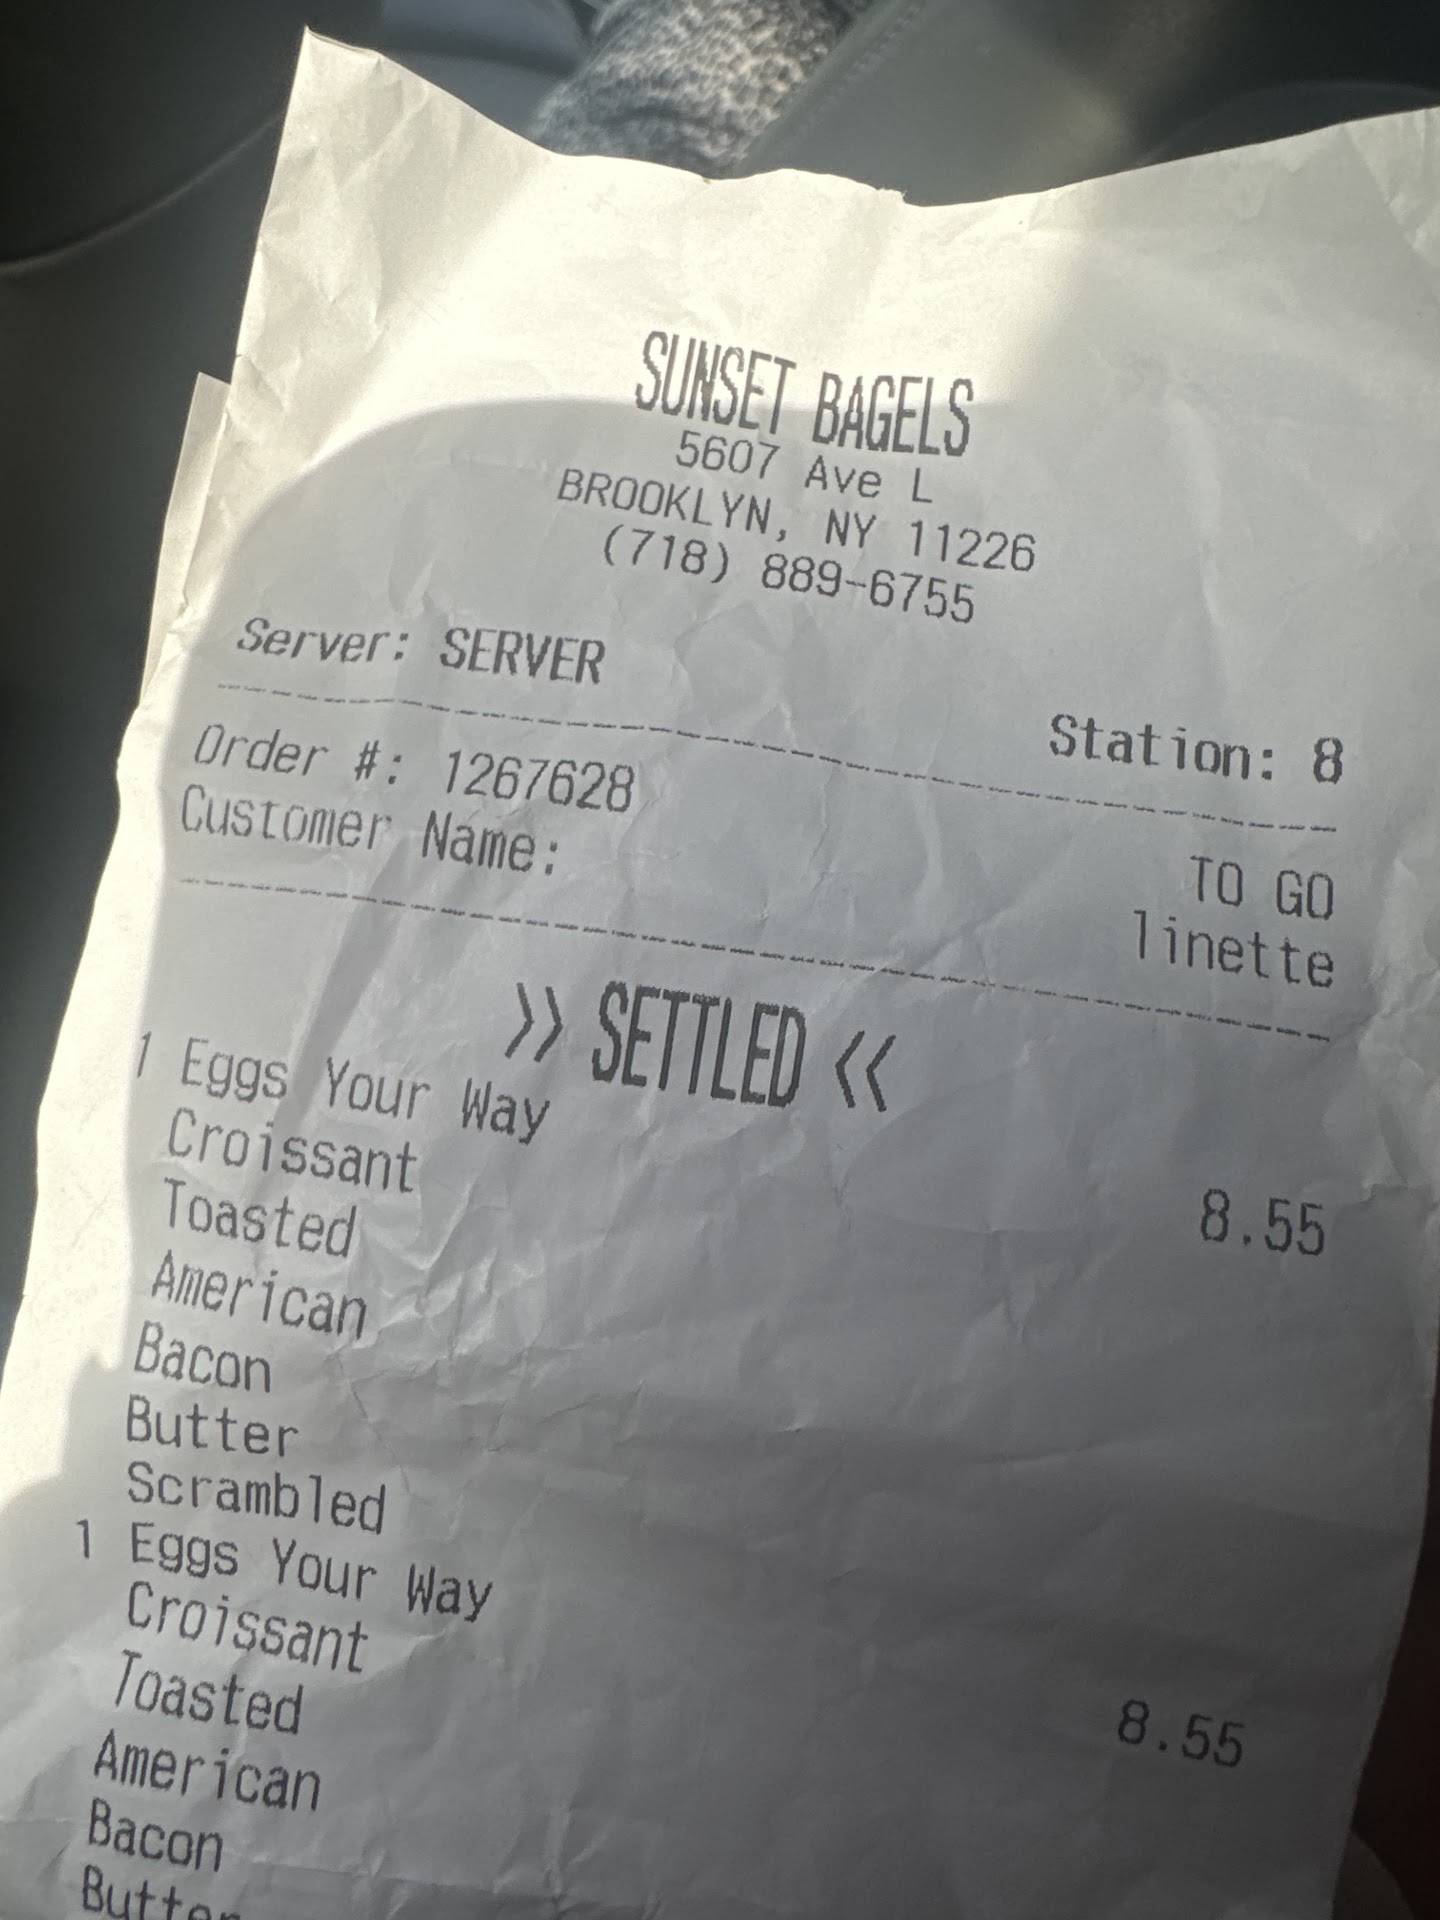 SUNSET BAGELS
5607 Ave L
BROOKLYN, NY 11226
(718) 889-6755
Server: SERVER Station: 8
Order #: 1267628 TO GO
Customer Name: linette
>> SETTLED <<
1 Eggs Your Way 8.55
Croissant
Toasted
American
Bacon
Butter
Scrambled
1 Eggs Your Way 8.55
Croissant
Toasted
American
Bacon
Butter